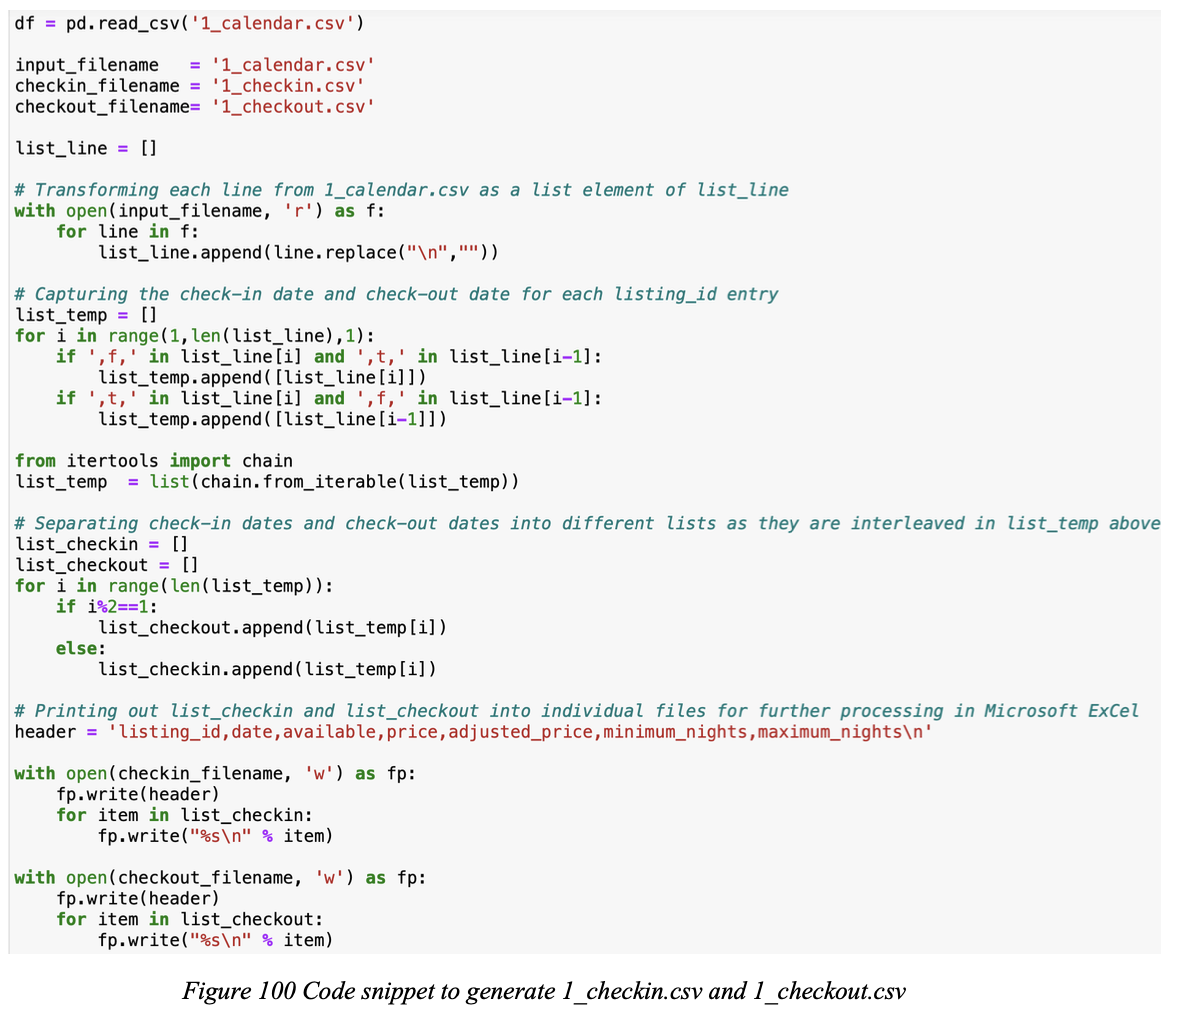 df = pd.read_csv('1_calendar.csv')
input_filename   = '1_calendar.csv'
checkin_filename = '1_checkin.csv'
checkout_filename= '1_checkout.csv'
list_line = []
# Transforming each line from 1_calendar.csv as a list element of list_line
with open(input_filename, 'r') as f:
    for line in f:
        list_line.append(line.replace("\n",""))
# Capturing the check-in date and check-out date for each listing_id entry
list_temp = []
for i in range(1,len(list_line),1):
    if ',f,' in list_line[i] and ',t,' in list_line[i-1]:
        list_temp.append([list_line[i]])
    if ',t,' in list_line[i] and ',f,' in list_line[i-1]:
        list_temp.append([list_line[i-1]])
from itertools import chain
list_temp  = list(chain.from_iterable(list_temp))
# Separating check-in dates and check-out dates into different lists as they are interleaved in list_temp above
list_checkin = []
list_checkout = []
for i in range(len(list_temp)):
    if i%2==1:
        list_checkout.append(list_temp[i])
    else:
        list_checkin.append(list_temp[i])
# Printing out list_checkin and list_checkout into individual files for further processing in Microsoft ExCel
header = 'listing_id,date,available,price,adjusted_price,minimum_nights,maximum_nights\n'
with open(checkin_filename, 'w') as fp:
    fp.write(header)
    for item in list_checkin:
        fp.write("%s\n" % item)
with open(checkout_filename, 'w') as fp:
    fp.write(header)
    for item in list_checkout:
        fp.write("%s\n" % item)
Figure 100 Code snippet to generate 1_checkin.csv and 1_checkout.csv